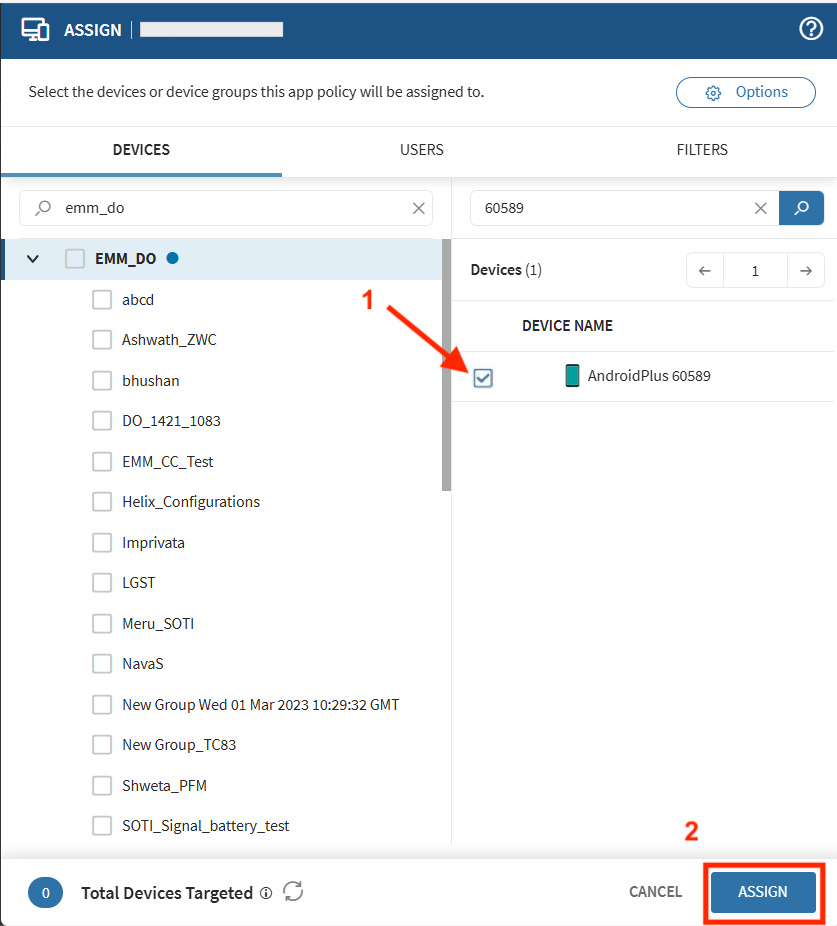 ASSIGN
Select the devices or device groups this app policy will be assigned to.
Options
DEVICES
USERS
FILTERS
emm_do
EMM_DO
abcd
Ashwath_ZWC
bhushan
DO_1421_1083
EMM_CC_Test
Helix_Configurations
Imprivata
LGST
Meru_SOTI
NavaS
New Group Wed 01 Mar 2023 10:29:32 GMT
New Group_TC83
Shweta_PFM
SOTI_Signal_battery_test
60589
Devices (1)
1
DEVICE NAME
1
AndroidPlus 60589
2
0 Total Devices Targeted
CANCEL
ASSIGN